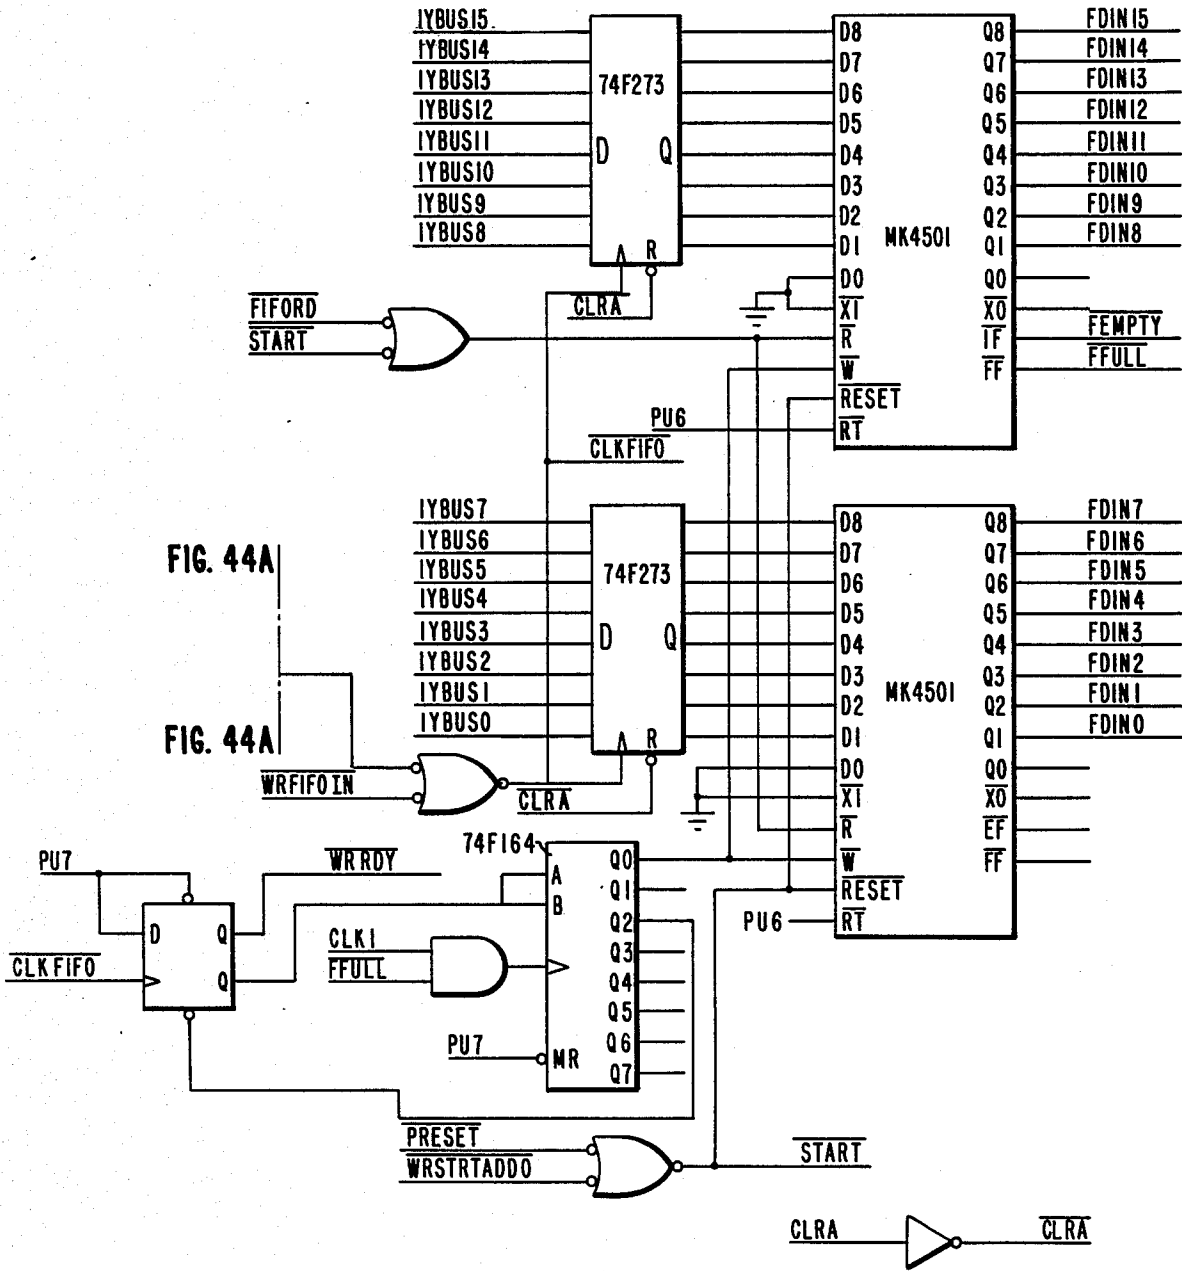 IYBUS15
IYBUS14
IYBUS13
IYBUS12
IYBUS11
IYBUS10
IYBUS9
IYBUS8
74F273
D Q
R
CLRA
D8 Q8
D7 Q7
D6 Q6
D5 Q5
D4 Q4
D3 Q3
D2 Q2
D1 Q1
D0 Q0
XI XO
R IF
W FF
RESET
RT
MK4501
FDIN15
FDIN14
FDIN13
FDIN12
FDIN11
FDIN10
FDIN9
FDIN8
FEMPTY
FFULL
FIFORD
START
PU6
CLKFIFO
IYBUS7
IYBUS6
IYBUS5
IYBUS4
IYBUS3
IYBUS2
IYBUS1
IYBUS0
74F273
D Q
R
CLRA
D8 Q8
D7 Q7
D6 Q6
D5 Q5
D4 Q4
D3 Q3
D2 Q2
D1 Q1
D0 Q0
XI XO
R EF
W FF
RESET
RT
MK4501
FDIN7
FDIN6
FDIN5
FDIN4
FDIN3
FDIN2
FDIN1
FDIN0
FIG. 44A
FIG. 44A
WRFIFOIN
PU7
WRRDY
D Q
CLKFIFO
Q
74F164
A
B
MR
Q0
Q1
Q2
Q3
Q4
Q5
Q6
Q7
CLK1
FFULL
PU7
PU6
PRESET
WRSTRTADDO
START
CLRA CLRA